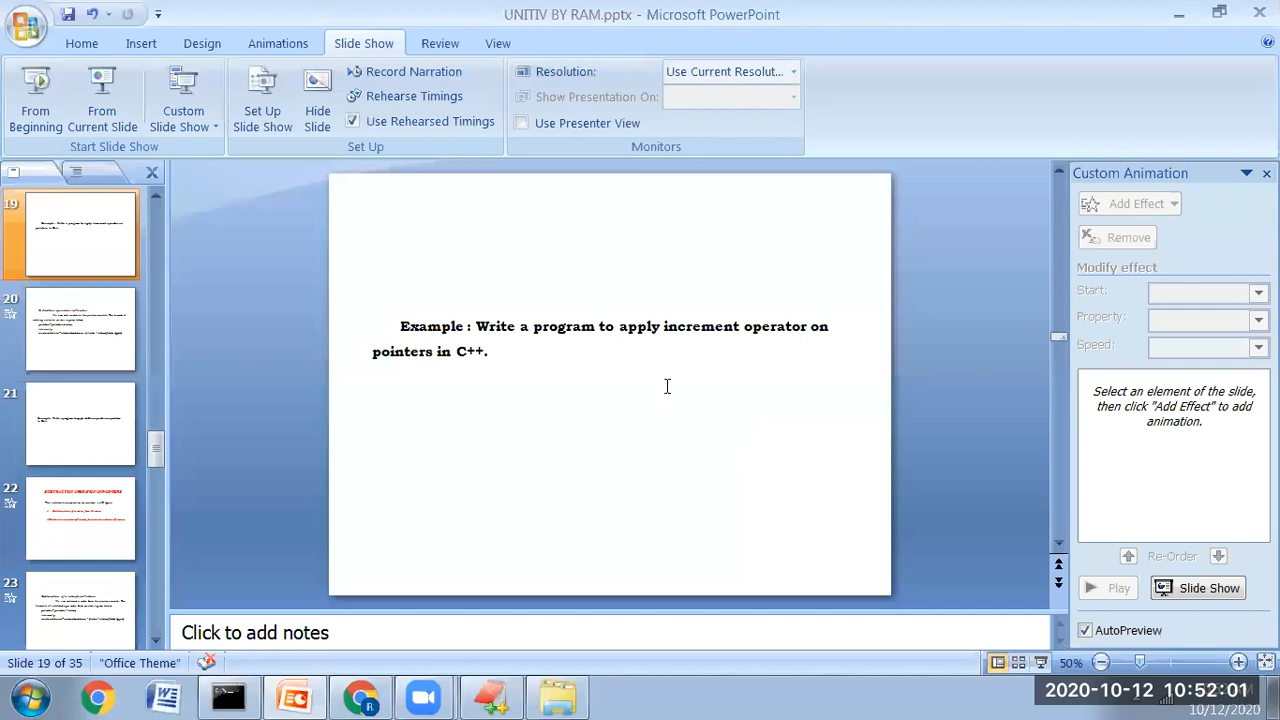 UNITIV BY RAM.pptx - Microsoft PowerPoint
Home Insert Design Animations Slide Show Review View
From Beginning
From Current Slide
Custom Slide Show
Start Slide Show
Set Up Slide Show
Hide Slide
Record Narration
Rehearse Timings
Use Rehearsed Timings
Set Up
Resolution: Use Current Resolut...
Show Presentation On:
Use Presenter View
Monitors
19
20
21
22
23
Example : Write a program to apply increment operator on
pointers in C++.
Click to add notes
Custom Animation
Add Effect
Remove
Modify effect
Start:
Property:
Speed:
Select an element of the slide,
then click "Add Effect" to add
animation.
Re-Order
Play Slide Show
AutoPreview
Slide 19 of 35 "Office Theme" 50%
2020-10-12 10:52:01
10/12/2020